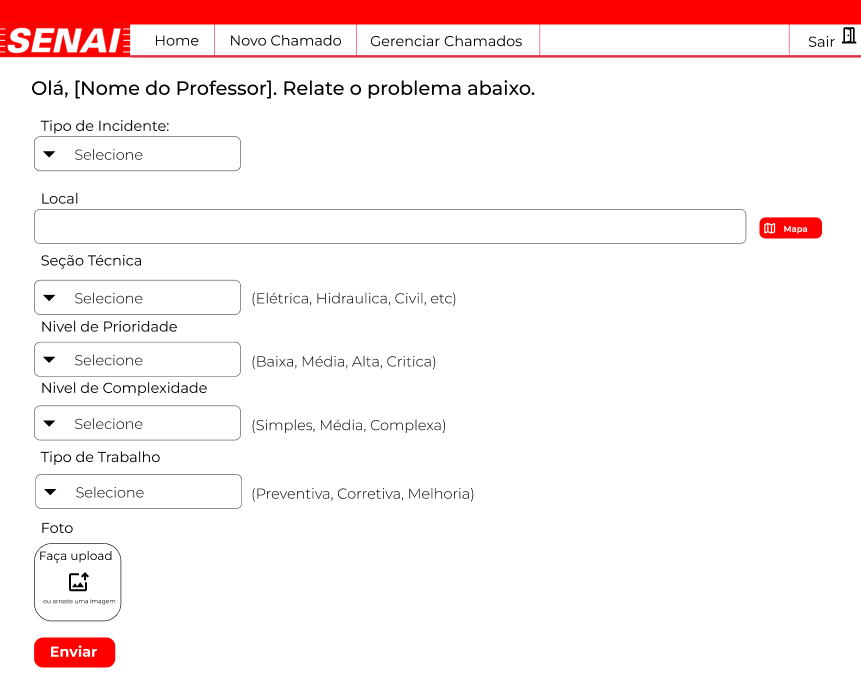 SENAI
Home
Novo Chamado
Gerenciar Chamados
Sair
Olá, [Nome do Professor]. Relate o problema abaixo.
Tipo de Incidente:
Selecione
Local
Mapa
Seção Técnica
Selecione (Elétrica, Hidraulica, Civil, etc)
Nivel de Prioridade
Selecione (Baixa, Média, Alta, Critica)
Nivel de Complexidade
Selecione (Simples, Média, Complexa)
Tipo de Trabalho
Selecione (Preventiva, Corretiva, Melhoria)
Foto
Faça upload
ou arraste uma imagem
Enviar